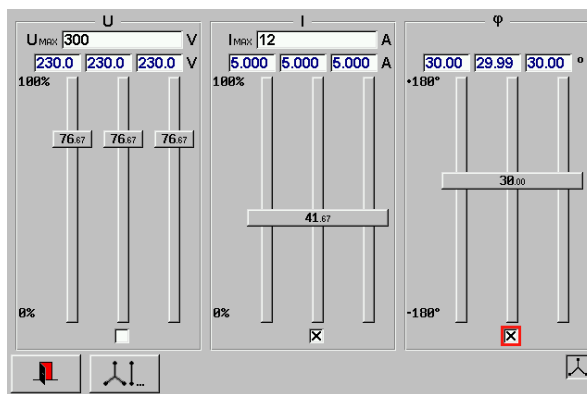 U
I
φ
UMAX 300 V
IMAX 12 A
230.0 230.0 230.0 V
5.000 5.000 5.000 A
30.00 29.99 30.00 °
100%
100%
+180°
76.67 76.67 76.67
30.00
41.67
0%
0%
-180°
...